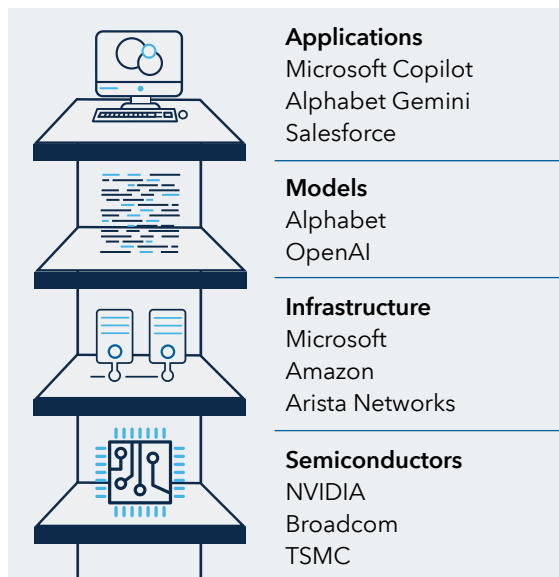 Applications
Microsoft Copilot
Alphabet Gemini
Salesforce
Models
Alphabet
OpenAI
Infrastructure
Microsoft
Amazon
Arista Networks
Semiconductors
NVIDIA
Broadcom
TSMC